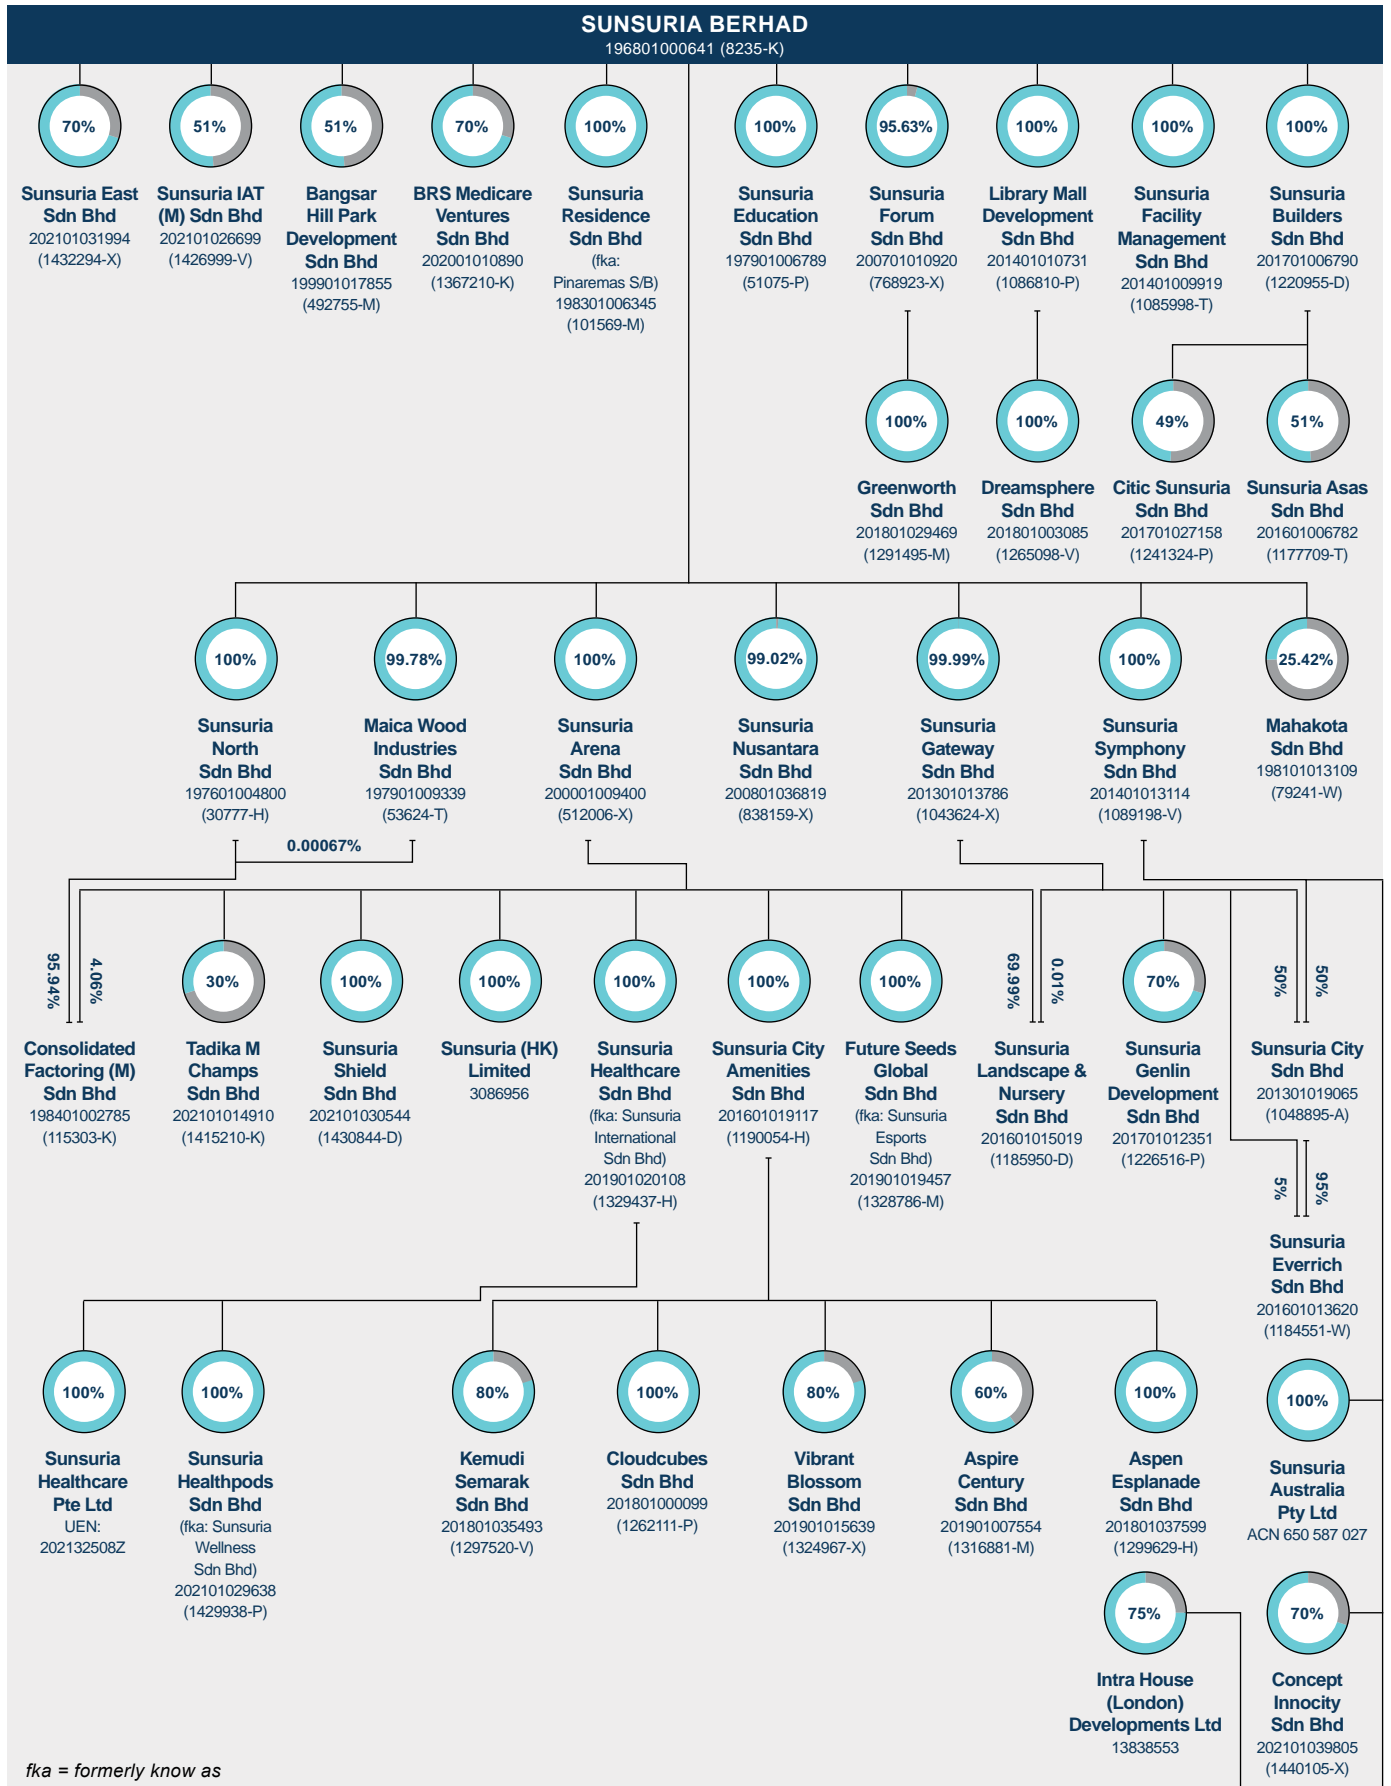 SUNSURIA BERHAD
196801000641 (8235-K)
70%
Sunsuria East
Sdn Bhd
202101031994
(1432294-X)
51%
Sunsuria IAT
(M) Sdn Bhd
202101026699
(1426999-V)
51%
Bangsar
Hill Park
Development
Sdn Bhd
199901017855
(492755-M)
70%
BRS Medicare
Ventures
Sdn Bhd
202001010890
(1367210-K)
100%
Sunsuria
Residence
Sdn Bhd
(fka:
Pinaremas S/B)
198301006345
(101569-M)
100%
Sunsuria
Education
Sdn Bhd
197901006789
(51075-P)
95.63%
Sunsuria
Forum
Sdn Bhd
200701010920
(768923-X)
100%
Library Mall
Development
Sdn Bhd
201401010731
(1086810-P)
100%
Sunsuria
Facility
Management
Sdn Bhd
201401009919
(1085998-T)
100%
Sunsuria
Builders
Sdn Bhd
201701006790
(1220955-D)
100%
Greenworth
Sdn Bhd
201801029469
(1291495-M)
100%
Dreamsphere
Sdn Bhd
201801003085
(1265098-V)
49%
Citic Sunsuria
Sdn Bhd
201701027158
(1241324-P)
51%
Sunsuria Asas
Sdn Bhd
201601006782
(1177709-T)
100%
Sunsuria
North
Sdn Bhd
197601004800
(30777-H)
99.78%
Maica Wood
Industries
Sdn Bhd
197901009339
(53624-T)
100%
Sunsuria
Arena
Sdn Bhd
200001009400
(512006-X)
99.02%
Sunsuria
Nusantara
Sdn Bhd
200801036819
(838159-X)
99.99%
Sunsuria
Gateway
Sdn Bhd
201301013786
(1043624-X)
100%
Sunsuria
Symphony
Sdn Bhd
201401013114
(1089198-V)
25.42%
Mahakota
Sdn Bhd
198101013109
(79241-W)
0.00067%
95.94%
4.06%
Consolidated
Factoring (M)
Sdn Bhd
198401002785
(115303-K)
30%
Tadika M
Champs
Sdn Bhd
202101014910
(1415210-K)
100%
Sunsuria
Shield
Sdn Bhd
202101030544
(1430844-D)
100%
Sunsuria (HK)
Limited
3086956
100%
Sunsuria
Healthcare
Sdn Bhd
(fka: Sunsuria
International
Sdn Bhd)
201901020108
(1329437-H)
100%
Sunsuria City
Amenities
Sdn Bhd
201601019117
(1190054-H)
100%
Future Seeds
Global
Sdn Bhd
(fka: Sunsuria
Esports
Sdn Bhd)
201901019457
(1328786-M)
69.99%
0.01%
Sunsuria
Landscape &
Nursery
Sdn Bhd
201601015019
(1185950-D)
70%
Sunsuria
Genlin
Development
Sdn Bhd
201701012351
(1226516-P)
50%
50%
Sunsuria City
Sdn Bhd
201301019065
(1048895-A)
5%
95%
Sunsuria
Everrich
Sdn Bhd
201601013620
(1184551-W)
100%
Sunsuria
Healthcare
Pte Ltd
UEN:
202132508Z
100%
Sunsuria
Healthpods
Sdn Bhd
(fka: Sunsuria
Wellness
Sdn Bhd)
202101029638
(1429938-P)
80%
Kemudi
Semarak
Sdn Bhd
201801035493
(1297520-V)
100%
Cloudcubes
Sdn Bhd
201801000099
(1262111-P)
80%
Vibrant
Blossom
Sdn Bhd
201901015639
(1324967-X)
60%
Aspire
Century
Sdn Bhd
201901007554
(1316881-M)
100%
Aspen
Esplanade
Sdn Bhd
201801037599
(1299629-H)
100%
Sunsuria
Australia
Pty Ltd
ACN 650 587 027
75%
Intra House
(London)
Developments Ltd
13838553
70%
Concept
Innocity
Sdn Bhd
202101039805
(1440105-X)
fka = formerly know as